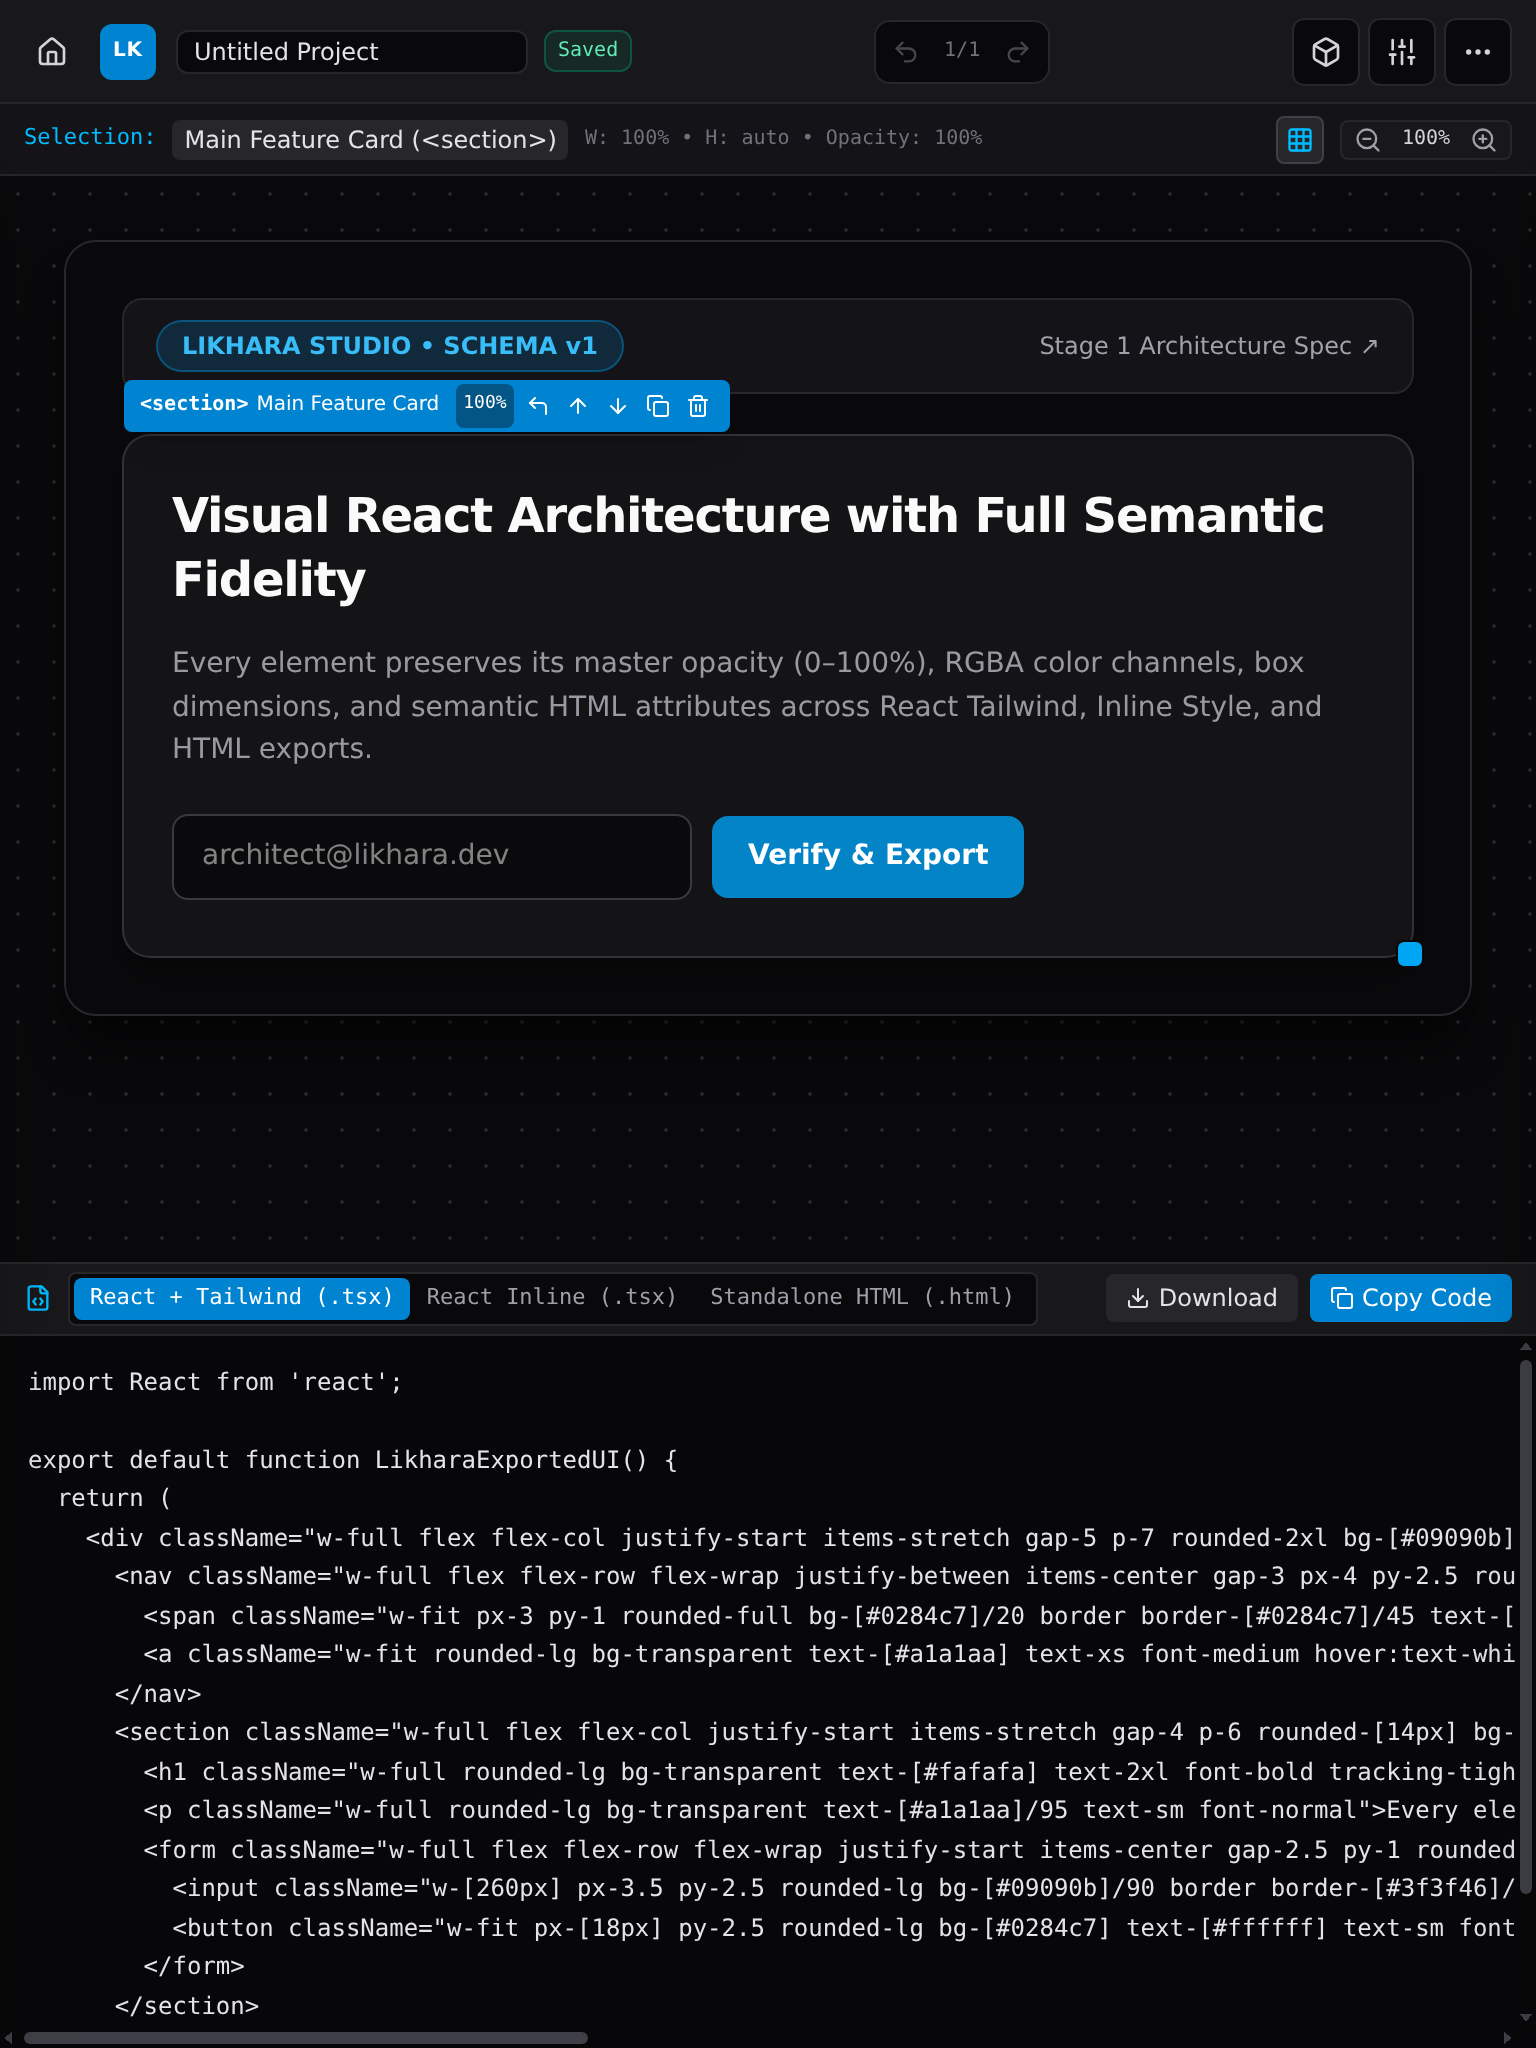 LK
Untitled Project
Saved
1/1
Selection:
Main Feature Card (<section>)
W: 100% • H: auto • Opacity: 100%
100%
LIKHARA STUDIO • SCHEMA v1
Stage 1 Architecture Spec ↗
<section> Main Feature Card
100%
Visual React Architecture with Full Semantic
Fidelity
Every element preserves its master opacity (0–100%), RGBA color channels, box
dimensions, and semantic HTML attributes across React Tailwind, Inline Style, and
HTML exports.
architect@likhara.dev
Verify & Export
React + Tailwind (.tsx)
React Inline (.tsx)
Standalone HTML (.html)
Download
Copy Code
import React from 'react';
export default function LikharaExportedUI() {
  return (
    <div className="w-full flex flex-col justify-start items-stretch gap-5 p-7 rounded-2xl bg-[#09090b]
      <nav className="w-full flex flex-row flex-wrap justify-between items-center gap-3 px-4 py-2.5 rou
        <span className="w-fit px-3 py-1 rounded-full bg-[#0284c7]/20 border border-[#0284c7]/45 text-[
        <a className="w-fit rounded-lg bg-transparent text-[#a1a1aa] text-xs font-medium hover:text-whi
      </nav>
      <section className="w-full flex flex-col justify-start items-stretch gap-4 p-6 rounded-[14px] bg-
        <h1 className="w-full rounded-lg bg-transparent text-[#fafafa] text-2xl font-bold tracking-tigh
        <p className="w-full rounded-lg bg-transparent text-[#a1a1aa]/95 text-sm font-normal">Every ele
        <form className="w-full flex flex-row flex-wrap justify-start items-center gap-2.5 py-1 rounded
          <input className="w-[260px] px-3.5 py-2.5 rounded-lg bg-[#09090b]/90 border border-[#3f3f46]/
          <button className="w-fit px-[18px] py-2.5 rounded-lg bg-[#0284c7] text-[#ffffff] text-sm font
        </form>
      </section>